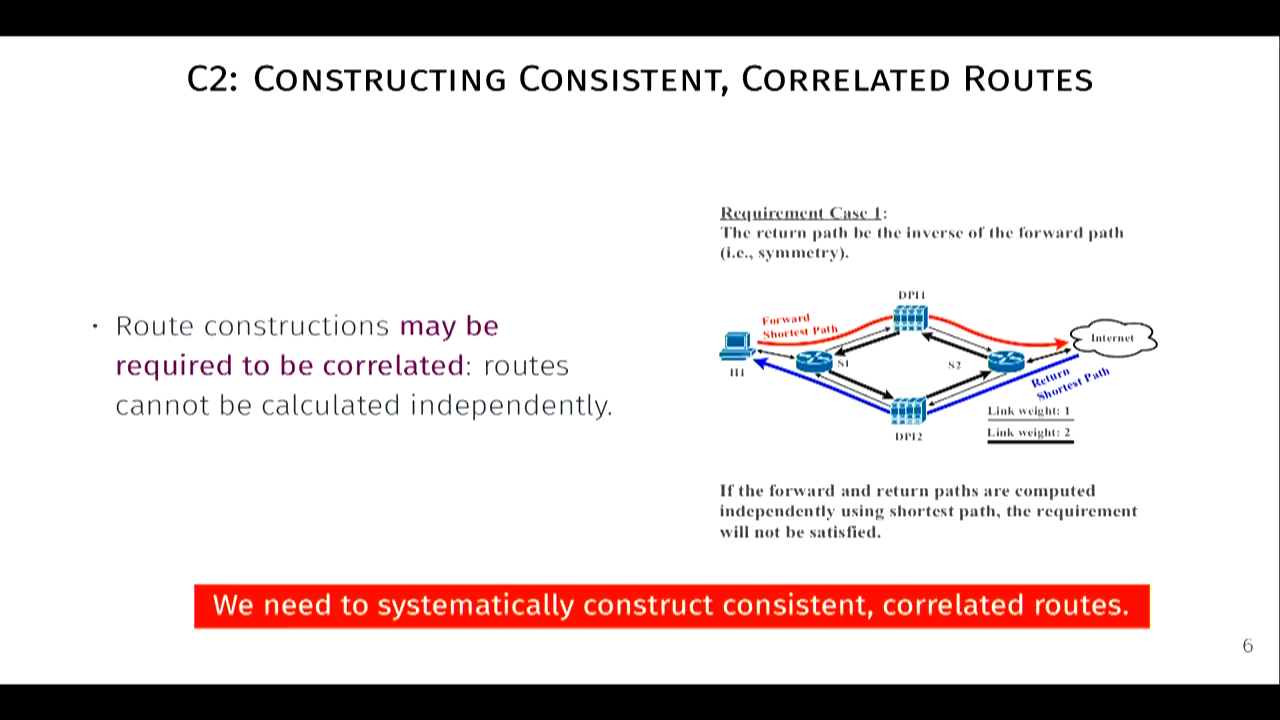 C2: Constructing Consistent, Correlated Routes
• Route constructions may be
required to be correlated: routes
cannot be calculated independently.
Requirement Case 1:
The return path be the inverse of the forward path
(i.e., symmetry).
DPI1
Forward
Shortest Path
Internet
H1
S1
S2
Return
Shortest Path
Link weight: 1
Link weight: 2
DPI2
If the forward and return paths are computed
independently using shortest path, the requirement
will not be satisfied.
We need to systematically construct consistent, correlated routes.
6